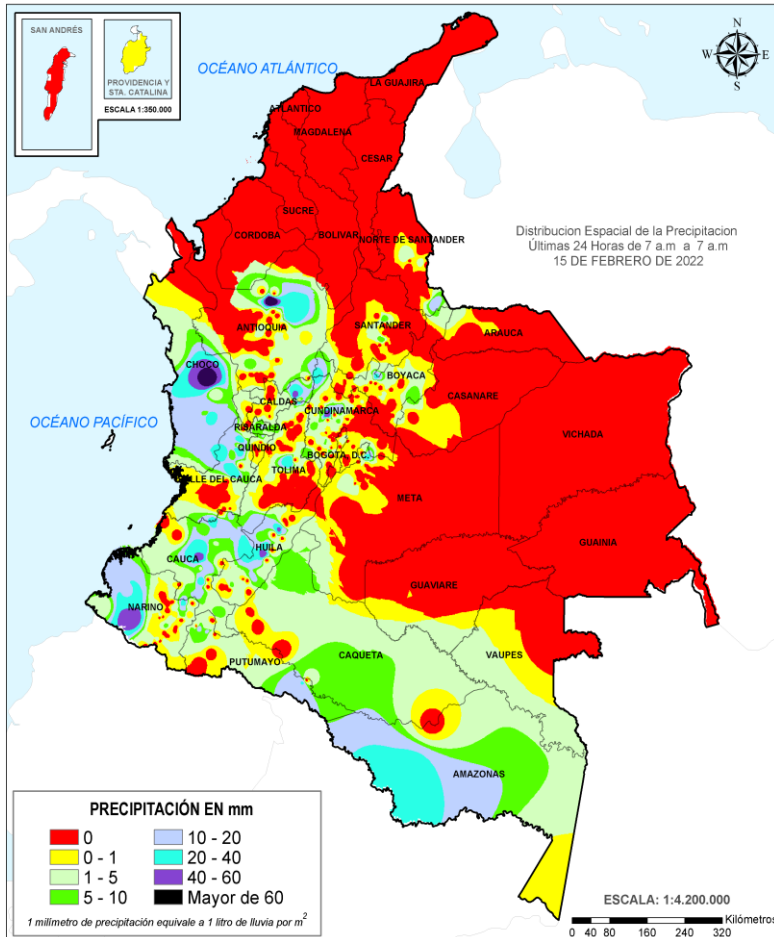 SAN ANDRÉS
PROVIDENCIA Y
STA. CATALINA
ESCALA 1:350.000
OCÉANO ATLÁNTICO
N
W
E
S
LA GUAJIRA
ATLANTICO
MAGDALENA
CESAR
SUCRE
CORDOBA
BOLIVAR
NORTE DE SANTANDER
Distribucion Espacial de la Precipitacion
Últimas 24 Horas de 7 a.m a 7 a.m
15 DE FEBRERO DE 2022
ANTIOQUIA
SANTANDER
ARAUCA
CHOCO
BOYACA
CASANARE
CALDAS
CUNDINAMARCA
OCÉANO PACÍFICO
RISARALDA
VICHADA
QUINDIO
BOGOTA D.C.
TOLIMA
VALLE DEL CAUCA
META
GUAINIA
HUILA
CAUCA
GUAVIARE
NARINO
CAQUETA
VAUPES
PUTUMAYO
AMAZONAS
PRECIPITACIÓN EN mm
0
0 - 1
1 - 5
5 - 10
10 - 20
20 - 40
40 - 60
Mayor de 60
1 milímetro de precipitación equivale a 1 litro de lluvia por m²
ESCALA: 1:4.200.000
Kilómetros
0 40 80 160 240 320